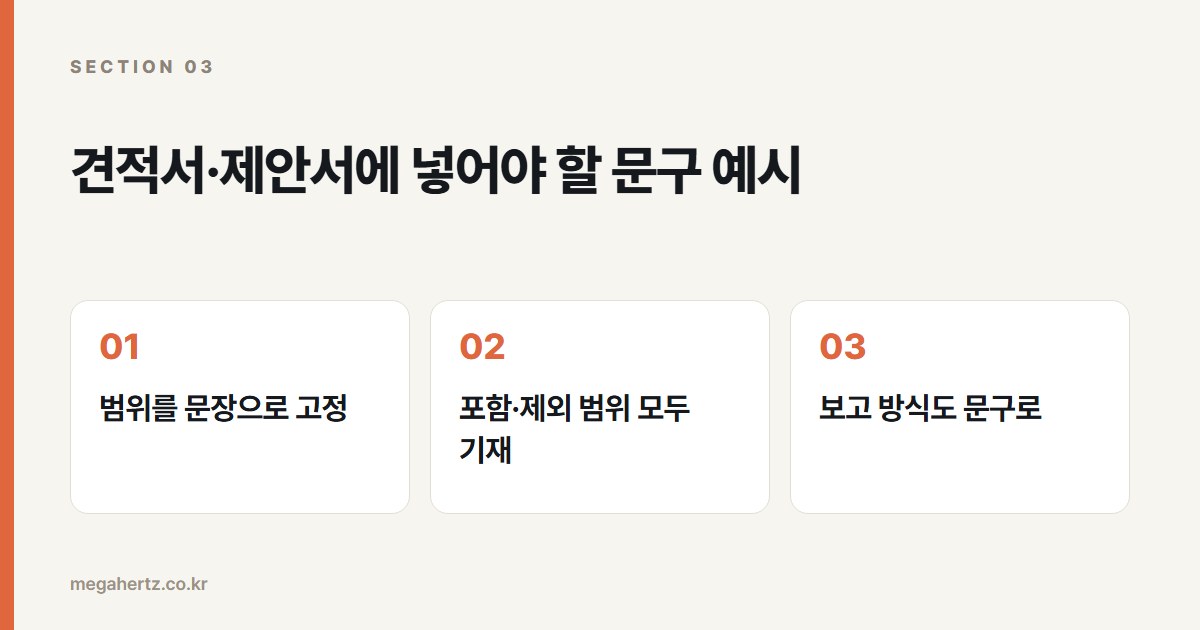 SECTION 03
견적서·제안서에 넣어야 할 문구 예시
01
범위를 문장으로 고정
02
포함·제외 범위 모두
기재
03
보고 방식도 문구로
megahertz.co.kr